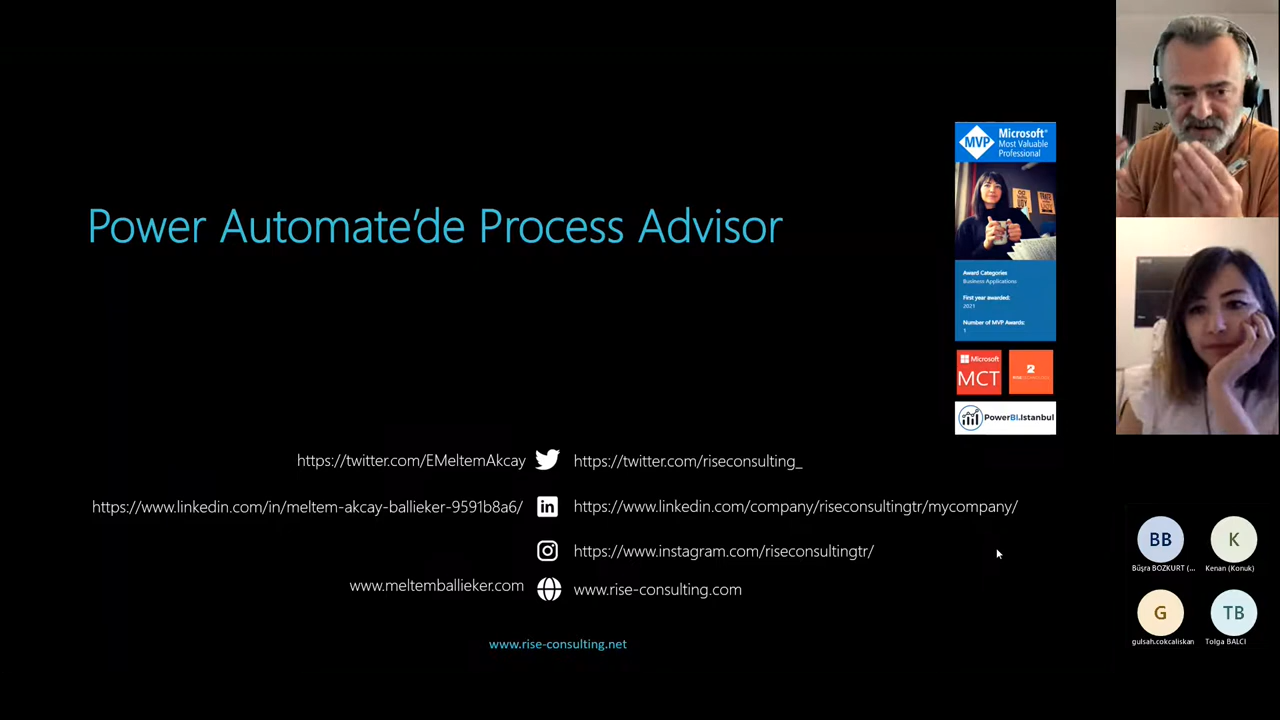 Power Automate’de Process Advisor
MVP
Microsoft®
Most Valuable
Professional
Award Categories
Business Applications
First year awarded:
2021
Number of MVP Awards:
1
Microsoft
MCT
PowerBI.Istanbul
https://twitter.com/EMeltemAkcay
https://twitter.com/riseconsulting_
https://www.linkedin.com/in/meltem-akcay-ballieker-9591b8a6/
in
https://www.linkedin.com/company/riseconsultingtr/mycompany/
https://www.instagram.com/riseconsultingtr/
www.meltemballieker.com
www.rise-consulting.com
www.rise-consulting.net
BB
K
Büşra BOZKURT (...
Kenan (Konuk)
G
TB
gulsah.cokcaliskan
Tolga BALCI